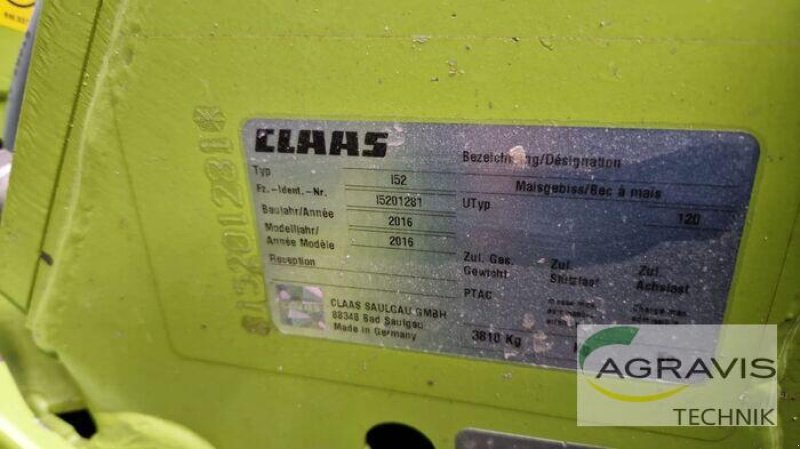 CLAAS
Bezeichnung/Désignation
Typ I52 Maisgebiss/Bec à mais
Fz.-Ident.-Nr. I5201281 UTyp 120
Baujahr/Année 2016
Modelljahr/
Année Modèle 2016
Reception
Zul. Ges.
Gewicht
Zul.
Stützlast
Zul.
Achslast
PTAC
CLAAS SAULGAU GMBH
88348 Bad Saulgau
Made in Germany
3810 Kg
I5201281
AGRAVIS
TECHNIK